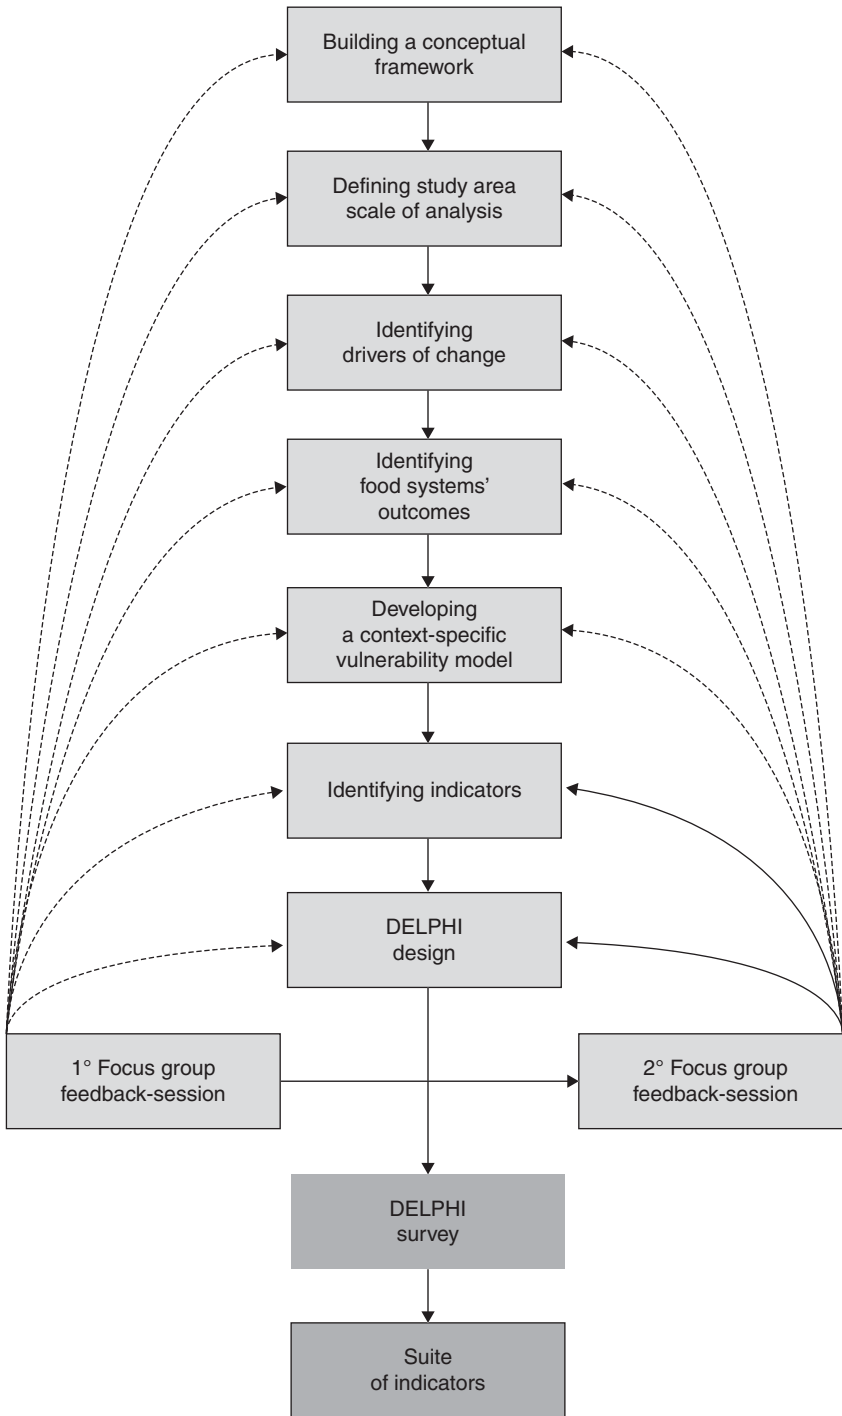 Building a conceptual
framework
Defining study area
scale of analysis
Identifying
drivers of change
Identifying
food systems'
outcomes
Developing
a context-specific
vulnerability model
Identifying indicators
DELPHI
design
1° Focus group
feedback-session
2° Focus group
feedback-session
DELPHI
survey
Suite
of indicators